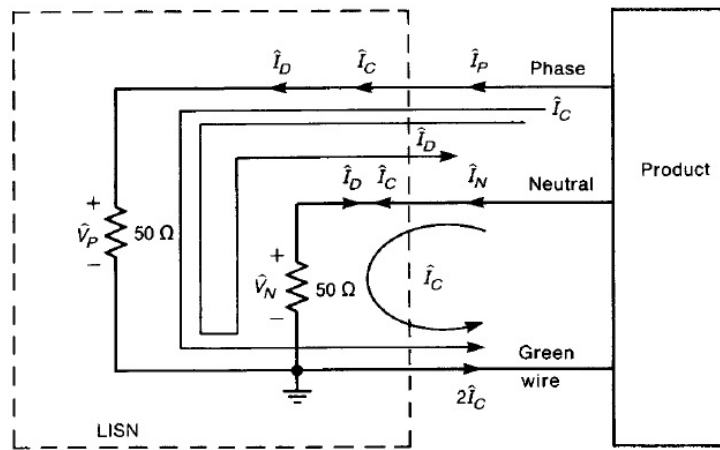 Î_D Î_C Î_P Phase
Î_C
Î_D
Î_D Î_C Î_N Neutral
Product
+
V̂_P 50 Ω
−
+
V̂_N 50 Ω
−
Î_C
Green
wire
2Î_C
LISN